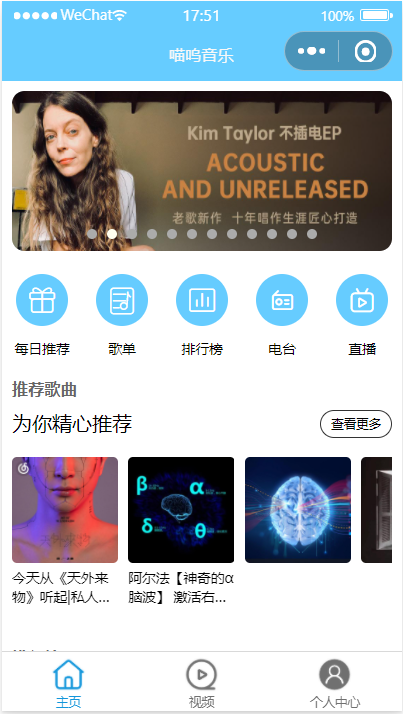 WeChat
17:51
100%
喵呜音乐
Kim Taylor 不插电EP
ACOUSTIC
AND UNRELEASED
老歌新作 十年唱作生涯匠心打造
每日推荐
歌单
排行榜
电台
直播
推荐歌曲
为你精心推荐
查看更多
β
α
δ
θ
今天从《天外来
物》听起|私人...
阿尔法【神奇的α
脑波】 激活右...
主页
视频
个人中心